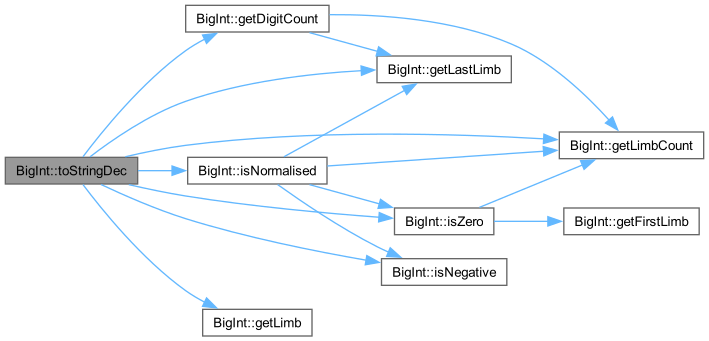 BigInt::getDigitCount
BigInt::getLastLimb
BigInt::getLimbCount
BigInt::toStringDec
BigInt::isNormalised
BigInt::isZero
BigInt::getFirstLimb
BigInt::isNegative
BigInt::getLimb